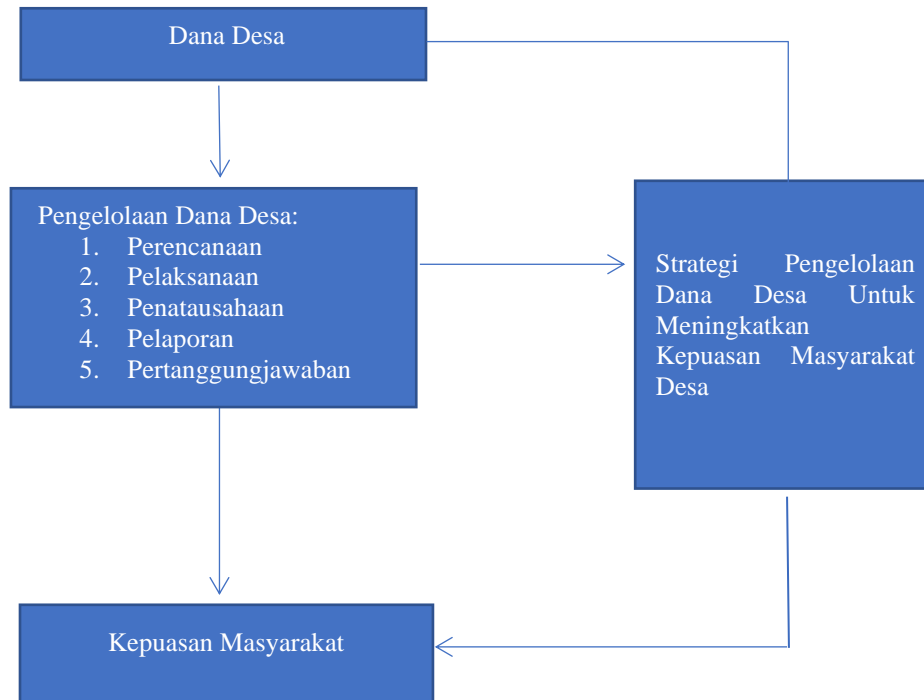 Dana Desa
Pengelolaan Dana Desa:
1. Perencanaan
2. Pelaksanaan
3. Penatausahaan
4. Pelaporan
5. Pertanggungjawaban
Strategi Pengelolaan
Dana Desa Untuk
Meningkatkan
Kepuasan Masyarakat
Desa
Kepuasan Masyarakat